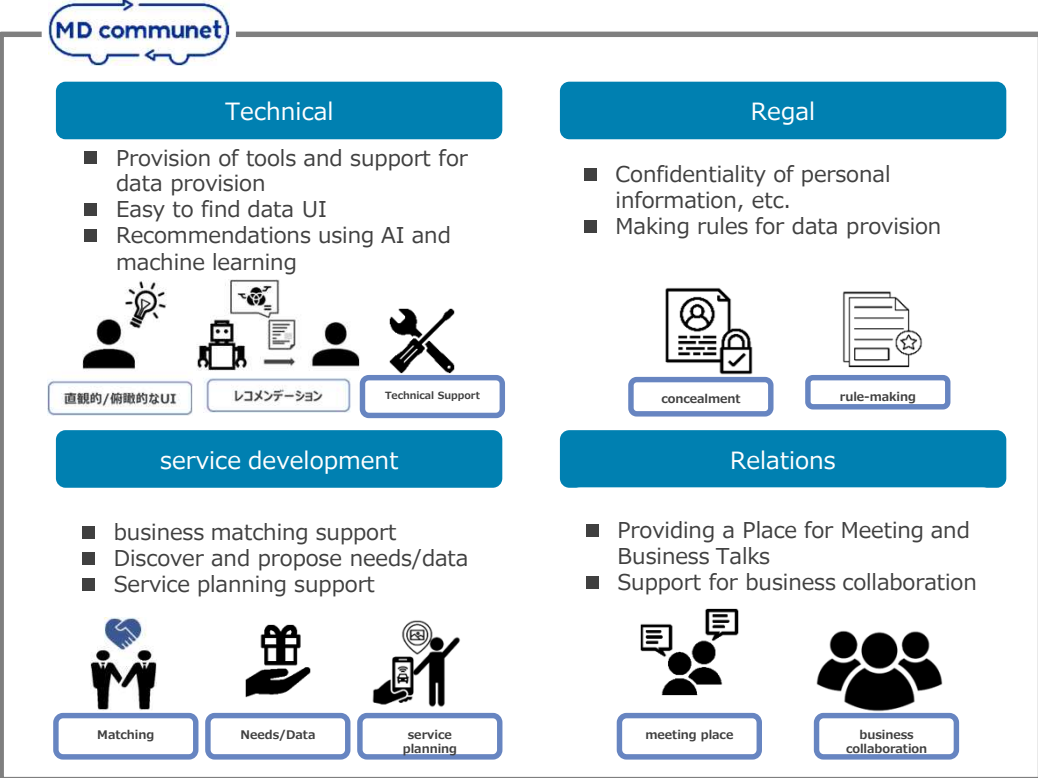 MD communet
Technical
■ Provision of tools and support for
data provision
■ Easy to find data UI
■ Recommendations using AI and
machine learning
直観的/俯瞰的なUI
レコメンデーション
Technical Support
Regal
■ Confidentiality of personal
information, etc.
■ Making rules for data provision
concealment
rule-making
service development
■ business matching support
■ Discover and propose needs/data
■ Service planning support
Matching
Needs/Data
service
planning
Relations
■ Providing a Place for Meeting and
Business Talks
■ Support for business collaboration
meeting place
business
collaboration